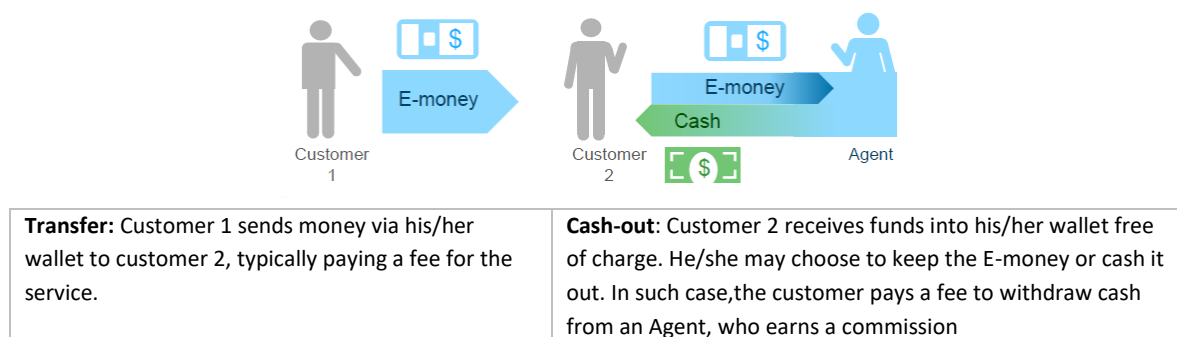 $
$
E-money
E-money
Cash
Customer
1
Customer
2
$
Agent
Transfer: Customer 1 sends money via his/her
wallet to customer 2, typically paying a fee for the
service.
Cash-out: Customer 2 receives funds into his/her wallet free
of charge. He/she may choose to keep the E-money or cash it
out. In such case,the customer pays a fee to withdraw cash
from an Agent, who earns a commission